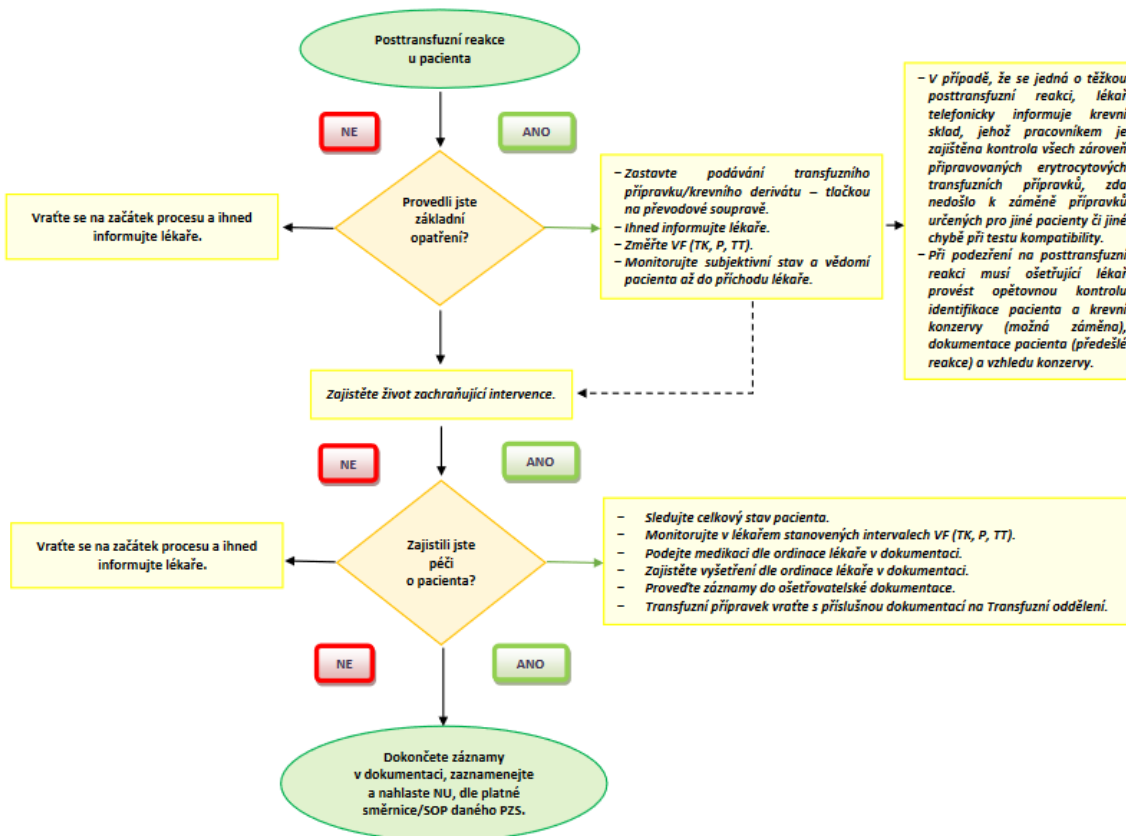 Posttransfuzní reakce
u pacienta
NE
ANO
Provedli jste
základní
opatření?
Vraťte se na začátek procesu a ihned
informujte lékaře.
– Zastavte podávání transfuzního
přípravku/krevního derivátu – tlačkou
na převodové soupravě.
– Ihned informujte lékaře.
– Změřte VF (TK, P, TT).
– Monitorujte subjektivní stav a vědomí
pacienta až do příchodu lékaře.
– V případě, že se jedná o těžkou
posttransfuzní reakci, lékař
telefonicky informuje krevní
sklad, jehož pracovníkem je
zajištěna kontrola všech zároveň
připravovaných erytrocytových
transfuzních přípravků, zda
nedošlo k záměně přípravků
určených pro jiné pacienty či jiné
chybě při testu kompatibility.
– Při podezření na posttransfuzní
reakci musí ošetřující lékař
provést opětovnou kontrolu
identifikace pacienta a krevní
konzervy (možná záměna),
dokumentace pacienta (předešlé
reakce) a vzhledu konzervy.
Zajistěte život zachraňující intervence.
NE
ANO
Zajistili jste
péči
o pacienta?
Vraťte se na začátek procesu a ihned
informujte lékaře.
– Sledujte celkový stav pacienta.
– Monitorujte v lékařem stanovených intervalech VF (TK, P, TT).
– Podejte medikaci dle ordinace lékaře v dokumentaci.
– Zajistěte vyšetření dle ordinace lékaře v dokumentaci.
– Proveďte záznamy do ošetřovatelské dokumentace.
– Transfuzní přípravek vraťte s příslušnou dokumentací na Transfuzní oddělení.
NE
ANO
Dokončete záznamy
v dokumentaci, zaznamenejte
a nahlaste NU, dle platné
směrnice/SOP daného PZS.